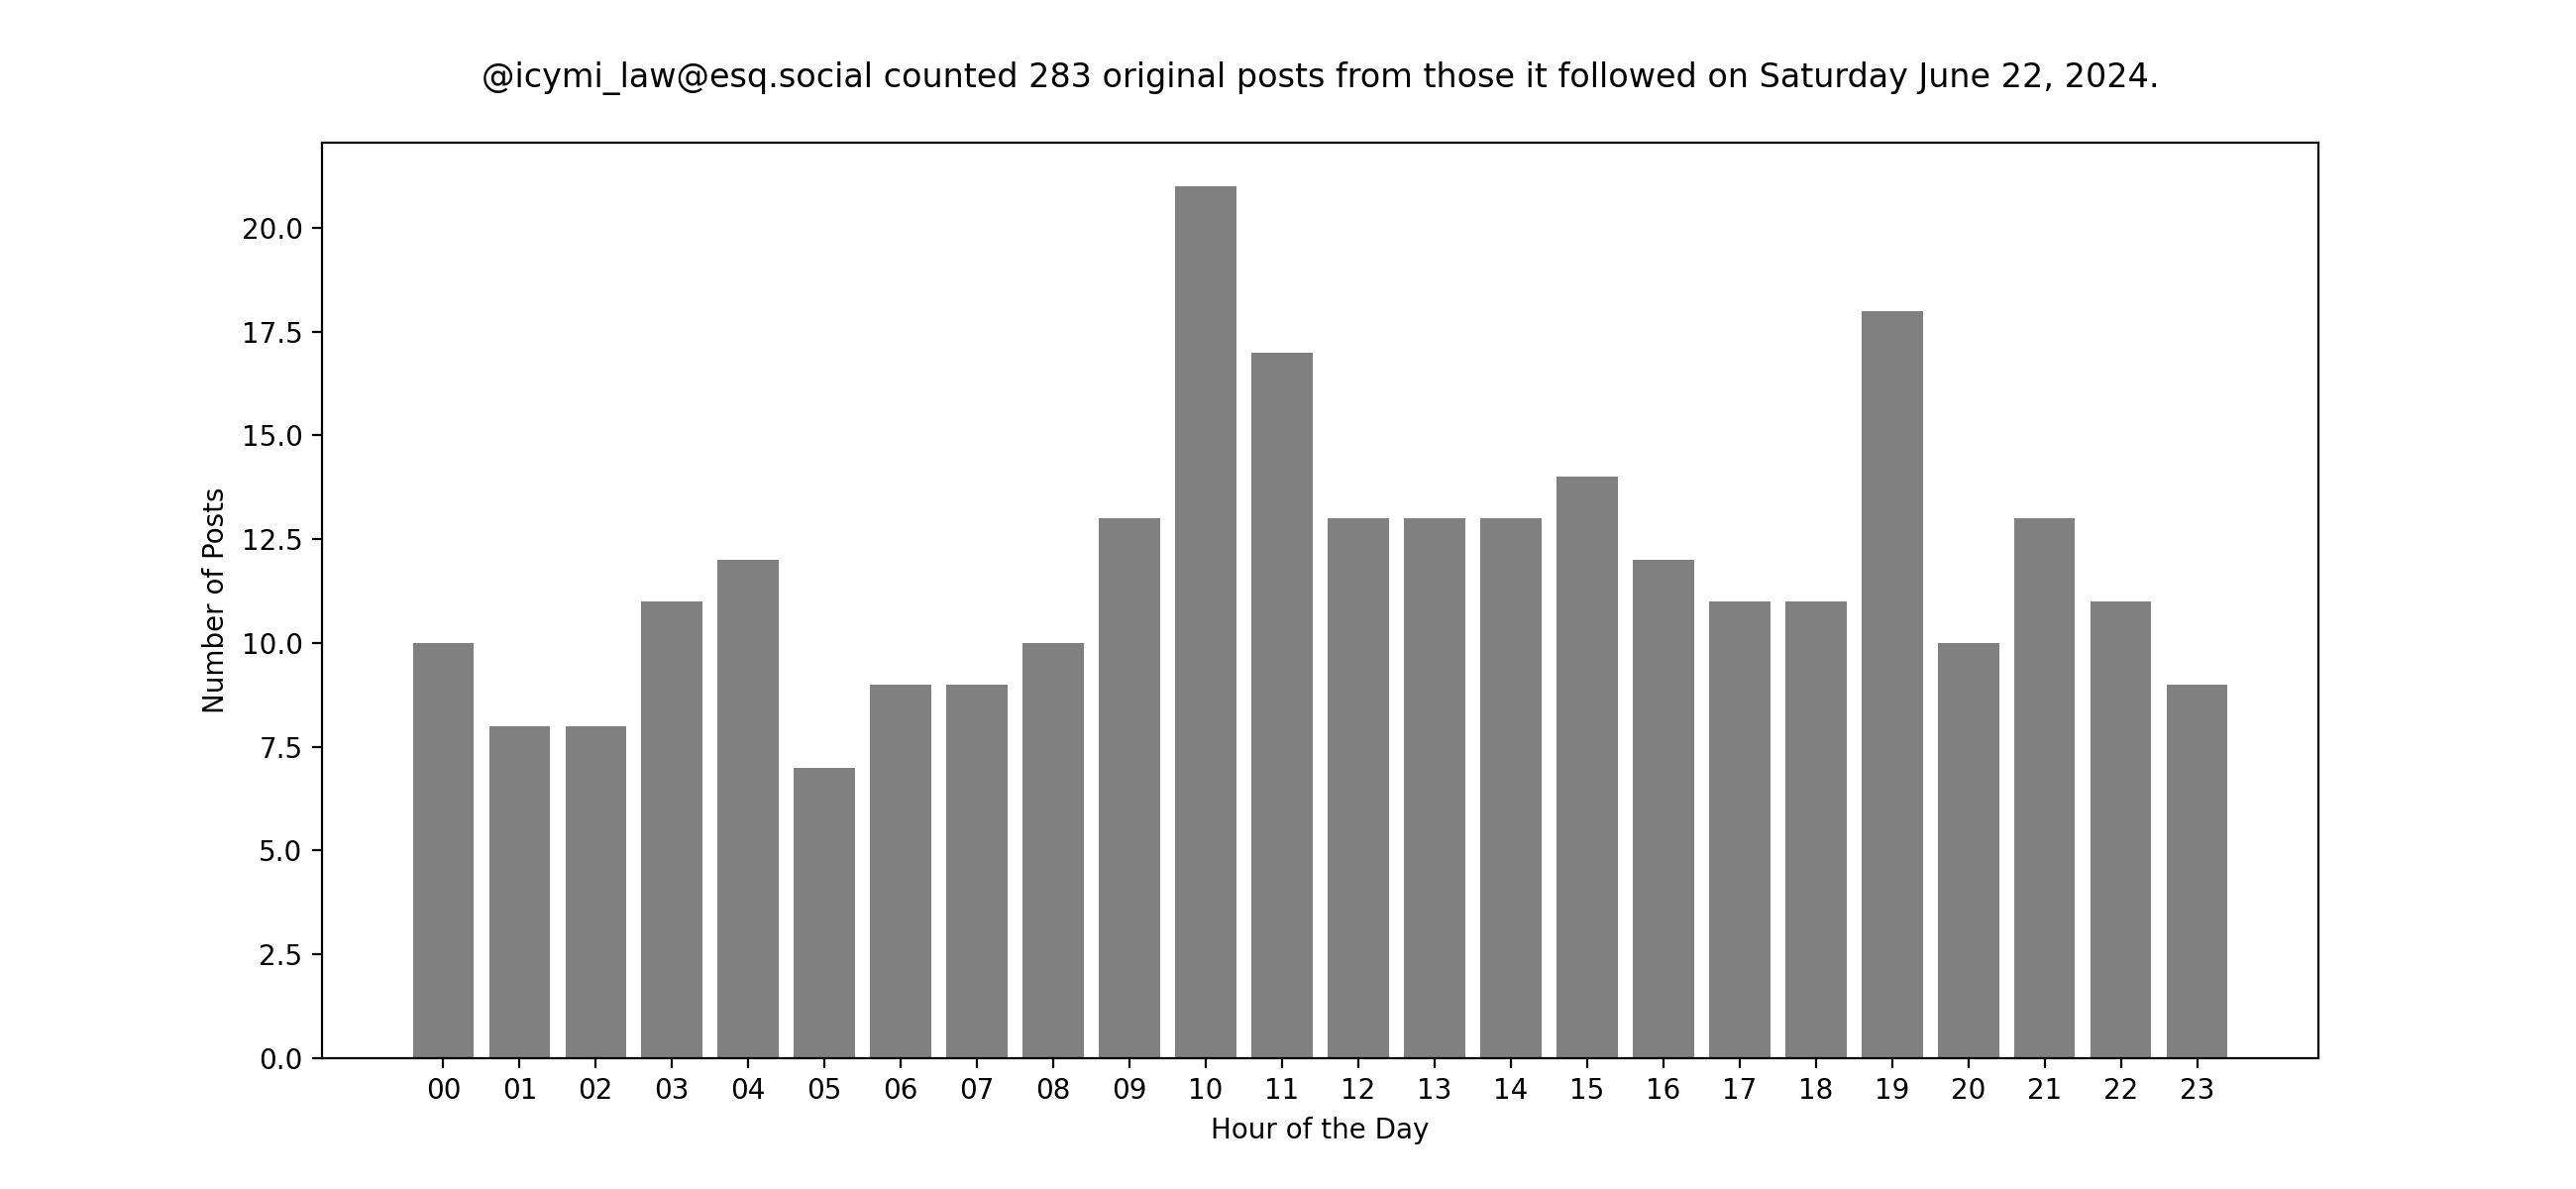 @icymi_law@esq.social counted 283 original posts from those it followed on Saturday June 22, 2024.
Number of Posts
20.0
17.5
15.0
12.5
10.0
7.5
5.0
2.5
0.0
00 01 02 03 04 05 06 07 08 09 10 11 12 13 14 15 16 17 18 19 20 21 22 23
Hour of the Day